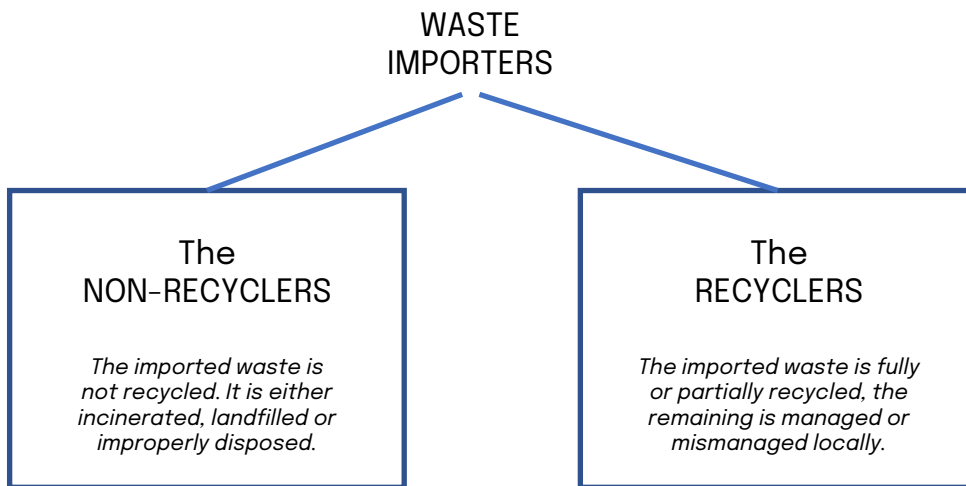 WASTE
IMPORTERS
The
NON-RECYCLERS
The imported waste is
not recycled. It is either
incinerated, landfilled or
improperly disposed.
The
RECYCLERS
The imported waste is fully
or partially recycled, the
remaining is managed or
mismanaged locally.